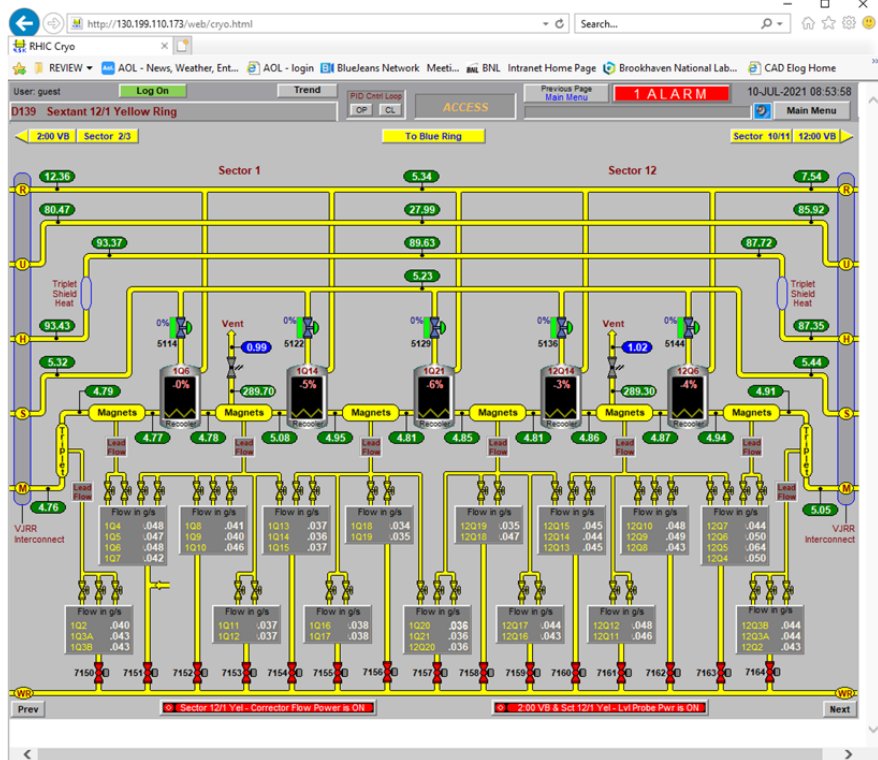 http://130.199.110.173/web/cryo.html
Search...
RHIC Cryo
REVIEW AOL - News, Weather, Ent... AOL - login BlueJeans Network Meeti... BNL Intranet Home Page Brookhaven National Lab... CAD Elog Home
User: guest Log On Trend PID Cntrl Loop OP CL ACCESS Previous Page Main Menu 1 ALARM 10-JUL-2021 08:53:58
D139 Sextant 12/1 Yellow Ring Main Menu
2:00 VB Sector 2/3 To Blue Ring Sector 10/11 12:00 VB
Sector 1 Sector 12
12.36 5.34 7.54
R R
80.47 27.99 85.92
93.37 89.63 87.72
U U
5.23
Triplet Shield Heat Triplet Shield Heat
93.43 0% Vent 0% 0% 0% Vent 0% 87.35
H H
5114 0.99 5122 5129 5136 1.02 5144
5.32 5.44
1Q6 1Q14 1Q21 12Q14 12Q6
-0% -5% -6% -3% -4%
4.79 289.70 289.30 4.91
S Magnets Magnets Magnets Magnets Magnets Magnets S
Recooler Recooler Recooler Recooler Recooler
4.77 4.78 5.08 4.95 4.81 4.85 4.81 4.86 4.87 4.94
Triplet Lead Flow Lead Flow Lead Flow Lead Flow Lead Flow Lead Flow Triplet
M Lead Flow Lead Flow M
4.76 5.05
VJRR Interconnect VJRR Interconnect
Flow in g/s
1Q4 .048
1Q5 .047
1Q6 .048
1Q7 .042
Flow in g/s
1Q8 .041
1Q9 .040
1Q10 .046
Flow in g/s
1Q13 .037
1Q14 .036
1Q15 .037
Flow in g/s
1Q18 .034
1Q19 .035
Flow in g/s
12Q19 .035
12Q18 .047
Flow in g/s
12Q15 .045
12Q14 .044
12Q13 .045
Flow in g/s
12Q10 .048
12Q9 .049
12Q8 .043
Flow in g/s
12Q7 .044
12Q6 .050
12Q5 .064
12Q4 .050
Flow in g/s
1Q2 .040
1Q3A .043
1Q3B .043
Flow in g/s
1Q11 .037
1Q12 .037
Flow in g/s
1Q16 .038
1Q17 .038
Flow in g/s
1Q20 .036
1Q21 .036
12Q20 .036
Flow in g/s
12Q17 .044
12Q16 .043
Flow in g/s
12Q12 .048
12Q11 .046
Flow in g/s
12Q3B .044
12Q3A .044
12Q2 .043
7150 7151 7152 7153 7154 7155 7156 7157 7158 7159 7160 7161 7162 7163 7164
WR WR
Prev Sector 12/1 Yel - Corrector Flow Power is ON 2:00 VB & Sct 12/1 Yel - Lvl Probe Pwr is ON Next